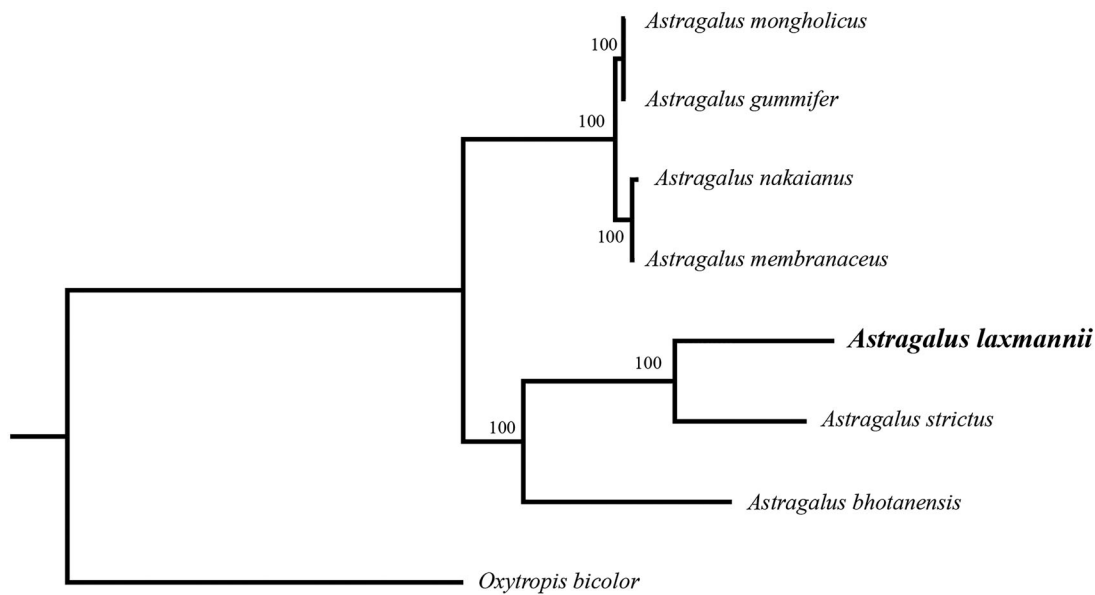 Astragalus mongholicus
100
Astragalus gummifer
100
Astragalus nakaianus
100
Astragalus membranaceus
Astragalus laxmannii
100
Astragalus strictus
100
Astragalus bhotanensis
Oxytropis bicolor